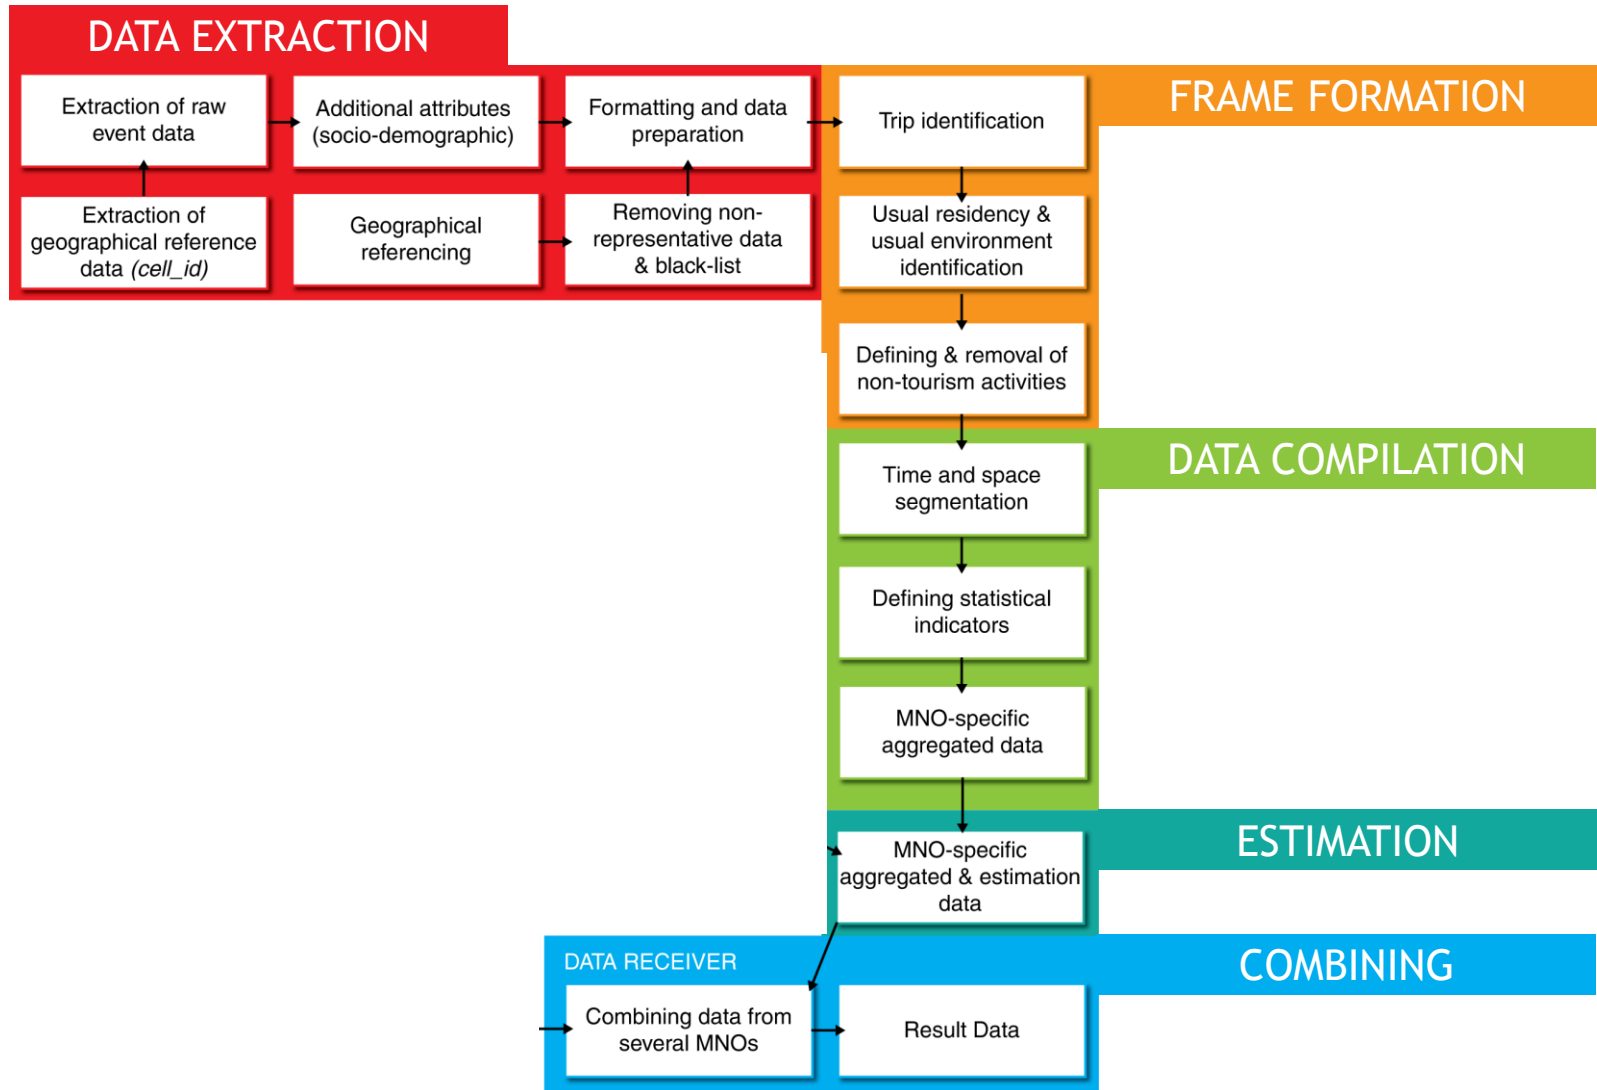 DATA EXTRACTION
Extraction of raw
event data
Additional attributes
(socio-demographic)
Formatting and data
preparation
Trip identification
FRAME FORMATION
Extraction of
geographical reference
data (cell_id)
Geographical
referencing
Removing non-
representative data
& black-list
Usual residency &
usual environment
identification
Defining & removal of
non-tourism activities
Time and space
segmentation
DATA COMPILATION
Defining statistical
indicators
MNO-specific
aggregated data
MNO-specific
aggregated & estimation
data
ESTIMATION
DATA RECEIVER
COMBINING
Combining data from
several MNOs
Result Data